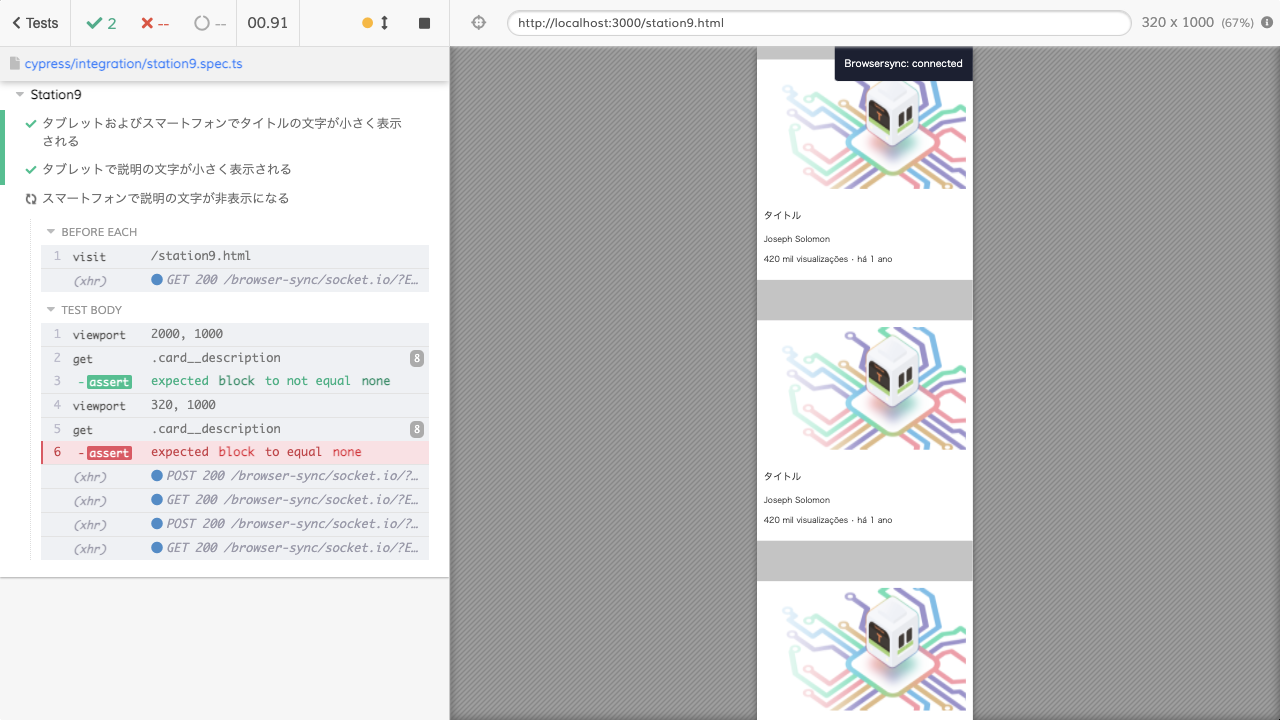 Tests
2
--
--
00.91
http://localhost:3000/station9.html
320 x 1000 (67%)
cypress/integration/station9.spec.ts
Browsersync: connected
Station9
タブレットおよびスマートフォンでタイトルの文字が小さく表示
される
タブレットで説明の文字が小さく表示される
スマートフォンで説明の文字が非表示になる
BEFORE EACH
1 visit /station9.html
(xhr) GET 200 /browser-sync/socket.io/?E…
TEST BODY
1 viewport 2000, 1000
2 get .card__description 8
3 -assert expected block to not equal none
4 viewport 320, 1000
5 get .card__description 8
6 -assert expected block to equal none
(xhr) POST 200 /browser-sync/socket.io/?…
(xhr) GET 200 /browser-sync/socket.io/?E…
(xhr) POST 200 /browser-sync/socket.io/?…
(xhr) GET 200 /browser-sync/socket.io/?E…
T
タイトル
Joseph Solomon
420 mil visualizações · há 1 ano
T
タイトル
Joseph Solomon
420 mil visualizações · há 1 ano
T